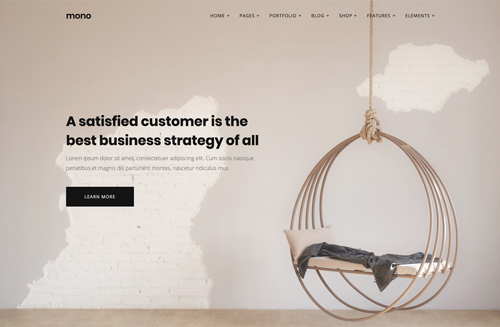 mono
HOME + PAGES + PORTFOLIO + BLOG + SHOP + FEATURES + ELEMENTS +
A satisfied customer is the
best business strategy of all
Lorem ipsum dolor sit amet, consectetuer adipiscing elit. Cum sociis natoque
penatibus et magnis dis parturient montes, nascetur ridiculus mus.
LEARN MORE